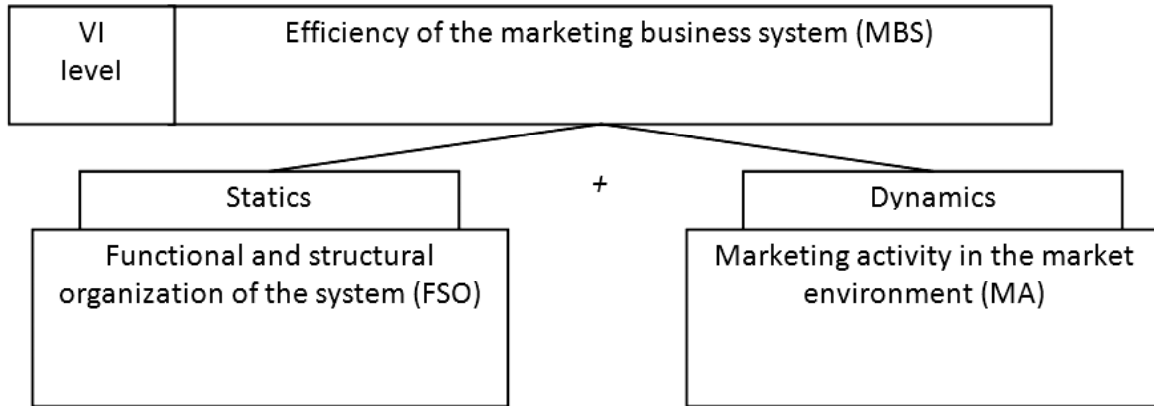 VI
level
Efficiency of the marketing business system (MBS)
Statics
+
Dynamics
Functional and structural
organization of the system (FSO)
Marketing activity in the market
environment (MA)